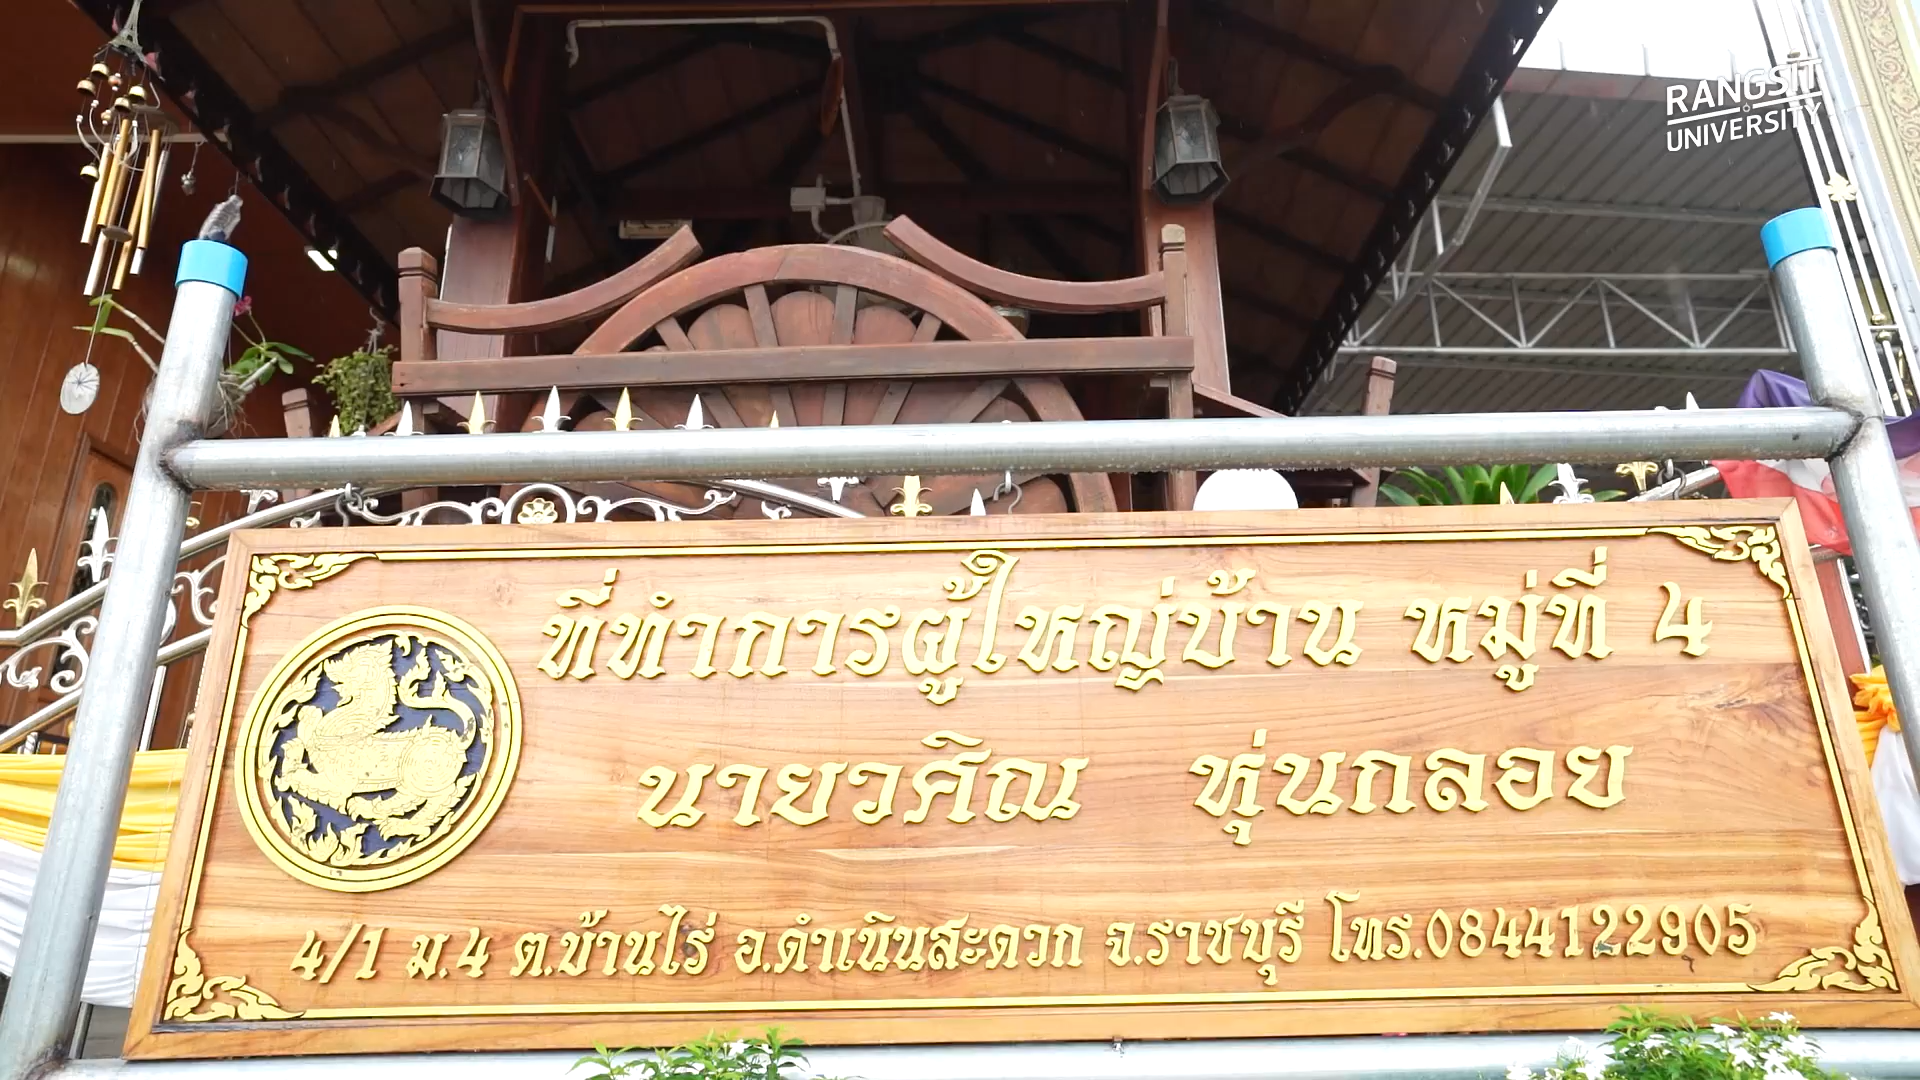 RANGSIT
UNIVERSITY
ที่ทำการผู้ใหญ่บ้าน หมู่ที่ 4
นายวศิณ หุ่นกลอย
4/1 ม.4 ต.บ้านไร่ อ.ดำเนินสะดวก จ.ราชบุรี โทร.0844122905